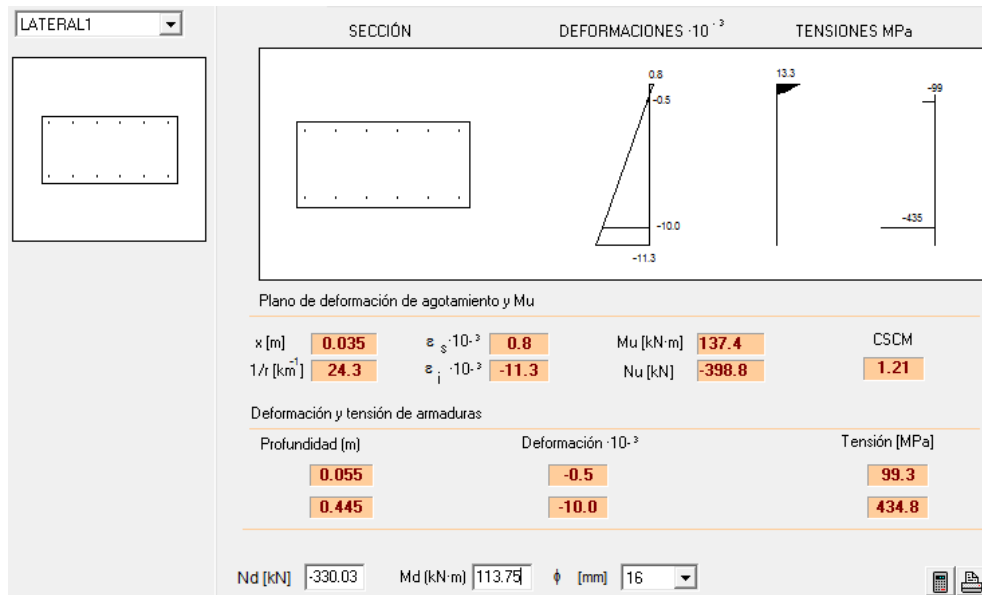 LATERAL1
SECCIÓN DEFORMACIONES ·10⁻³ TENSIONES MPa
0.8 13.3
-0.5 -99
-10.0 -435
-11.3
Plano de deformación de agotamiento y Mu
x [m] 0.035 ε s ·10-³ 0.8 Mu [kN·m] 137.4 CSCM
1/r [km⁻¹] 24.3 ε i ·10-³ -11.3 Nu [kN] -398.8 1.21
Deformación y tensión de armaduras
Profundidad (m) Deformación ·10-³ Tensión [MPa]
0.055 -0.5 99.3
0.445 -10.0 434.8
Nd [kN] -330.03 Md (kN·m) 113.75 ϕ [mm] 16